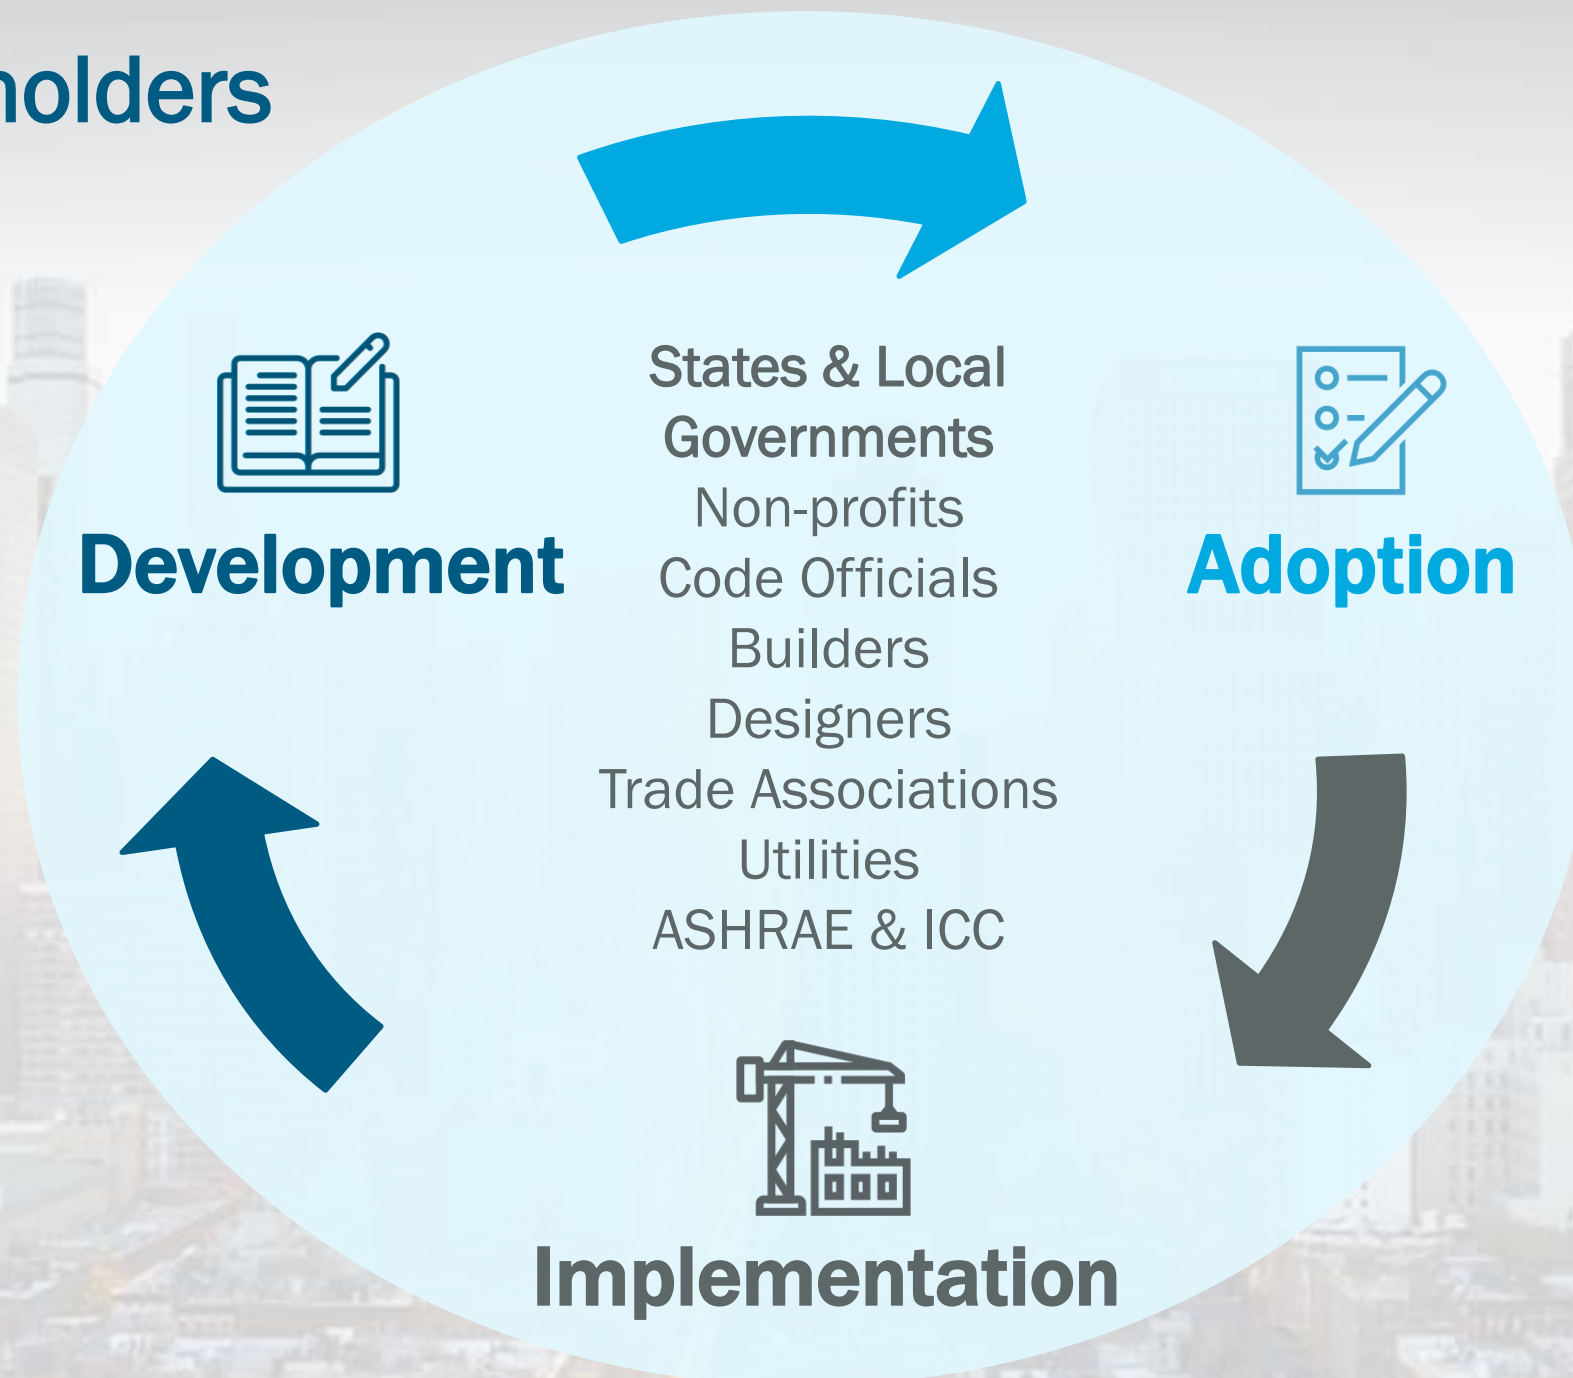 holders
States & Local
Governments
Non-profits
Code Officials
Builders
Designers
Trade Associations
Utilities
ASHRAE & ICC
Development
Adoption
Implementation